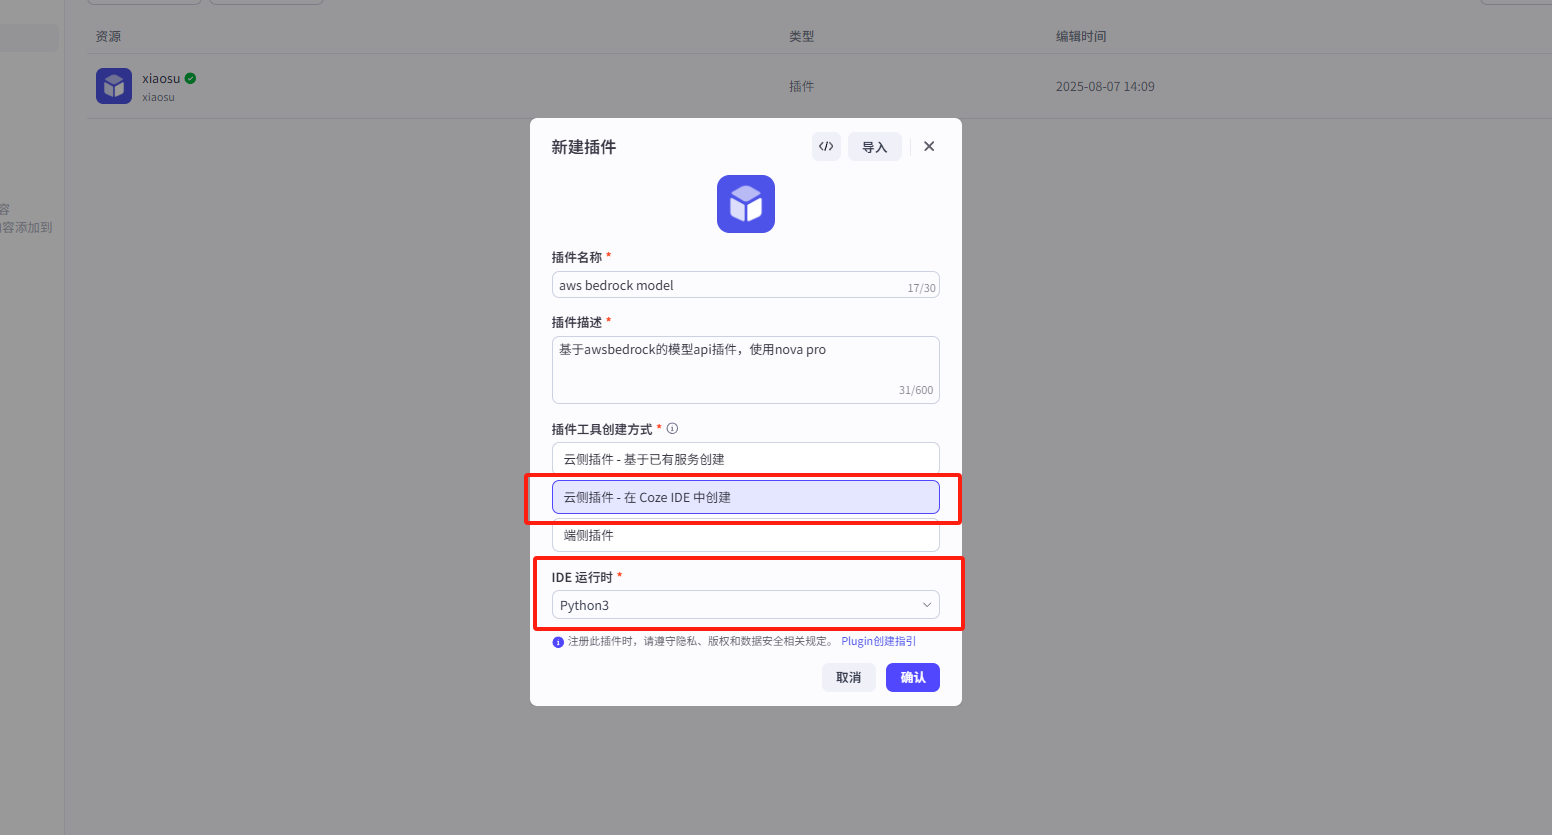 资源 类型 编辑时间
xiaosu 插件 2025-08-07 14:09
xiaosu
容
容添加到
新建插件 </> 导入
插件名称 *
aws bedrock model 17/30
插件描述 *
基于awsbedrock的模型api插件，使用nova pro
31/600
插件工具创建方式 *
云侧插件 - 基于已有服务创建
云侧插件 - 在 Coze IDE 中创建
端侧插件
IDE 运行时 *
Python3
注册此插件时，请遵守隐私、版权和数据安全相关规定。 Plugin创建指引
取消 确认